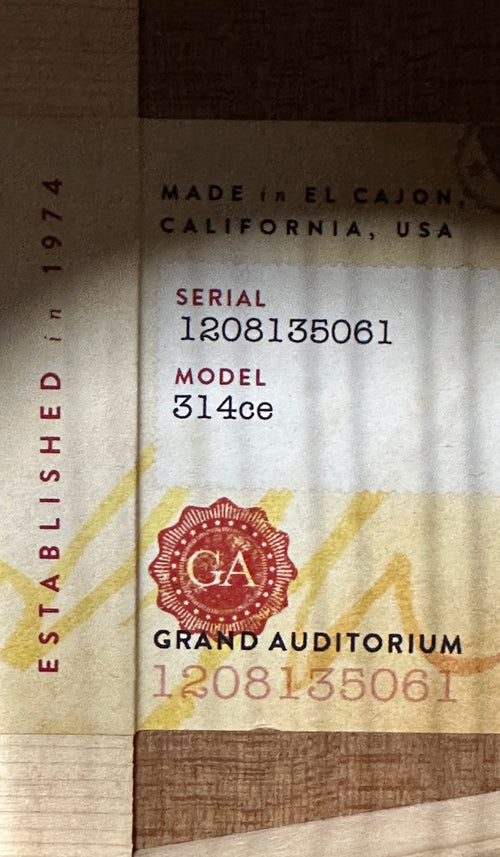 ESTABLISHED in 1974
MADE in EL CAJON,
CALIFORNIA, USA
SERIAL
1208135061
MODEL
314ce
GA
GRAND AUDITORIUM
1208135061